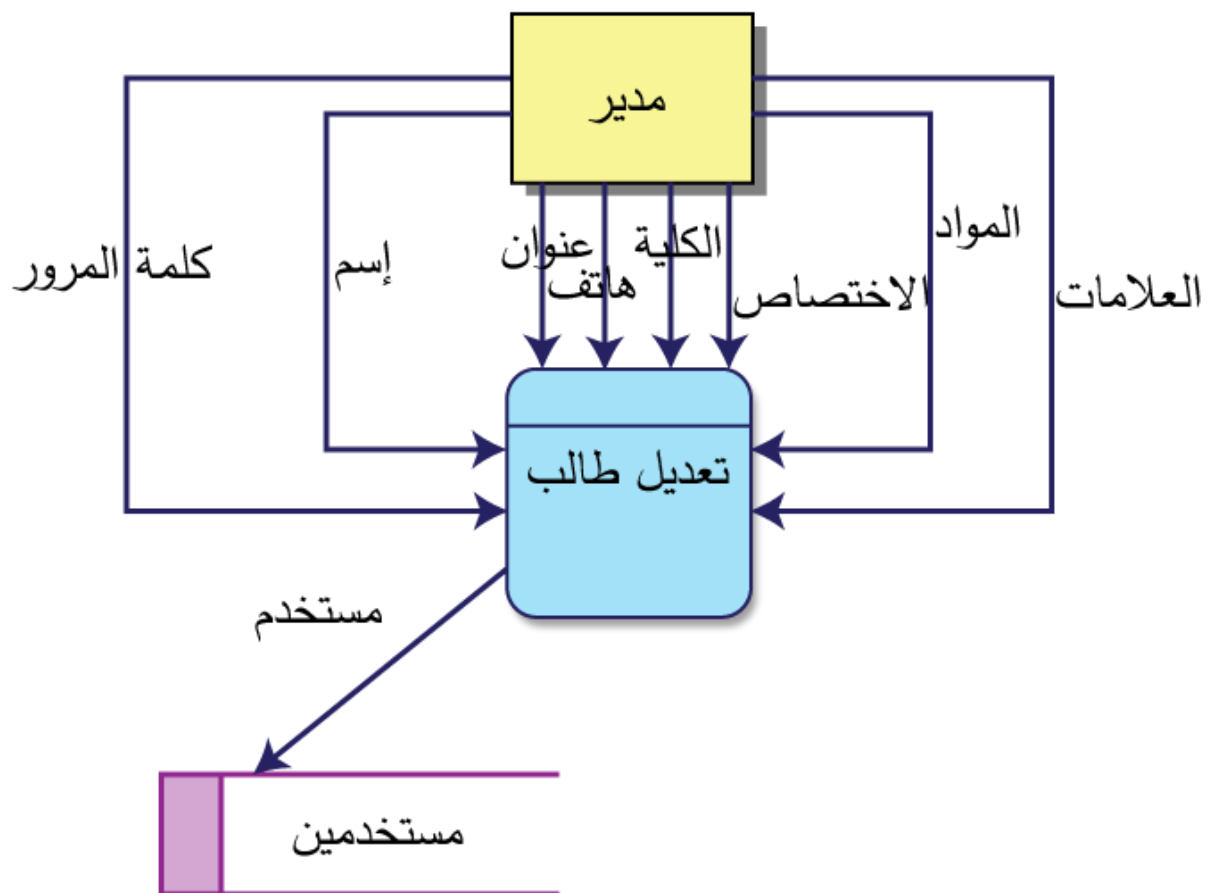 مدير
المواد
العلامات
الكلية
الاختصاص
عنوان
هاتف
إسم
كلمة المرور
تعديل طالب
مستخدم
مستخدمين